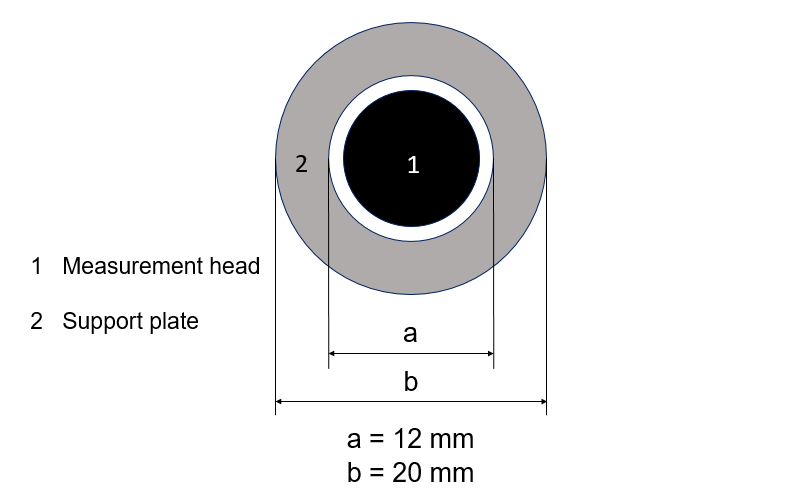 2
1
1 Measurement head
2 Support plate
a
b
a = 12 mm
b = 20 mm